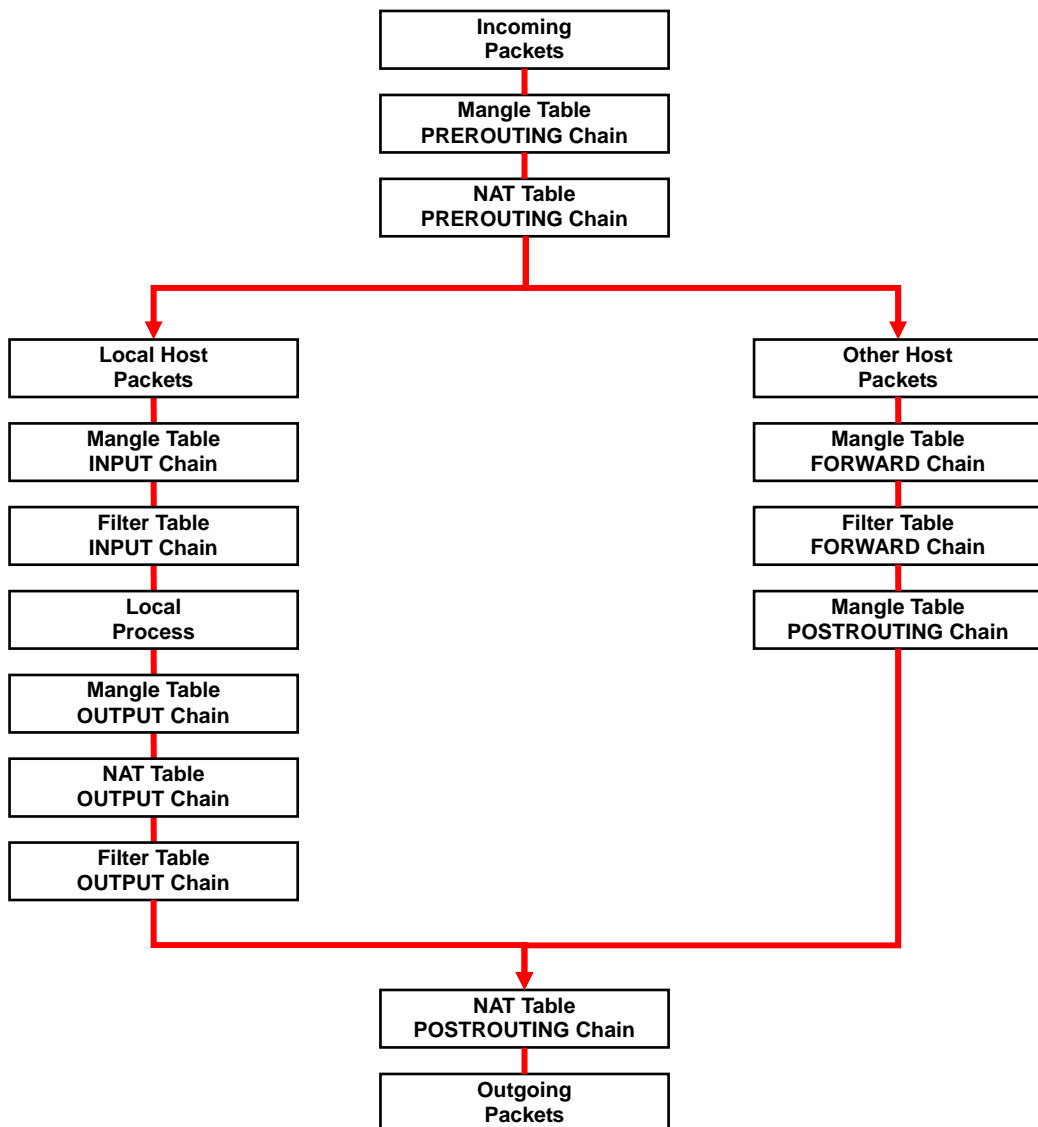 Incoming
Packets
Mangle Table
PREROUTING Chain
NAT Table
PREROUTING Chain
Local Host
Packets
Mangle Table
INPUT Chain
Filter Table
INPUT Chain
Local
Process
Mangle Table
OUTPUT Chain
NAT Table
OUTPUT Chain
Filter Table
OUTPUT Chain
Other Host
Packets
Mangle Table
FORWARD Chain
Filter Table
FORWARD Chain
Mangle Table
POSTROUTING Chain
NAT Table
POSTROUTING Chain
Outgoing
Packets